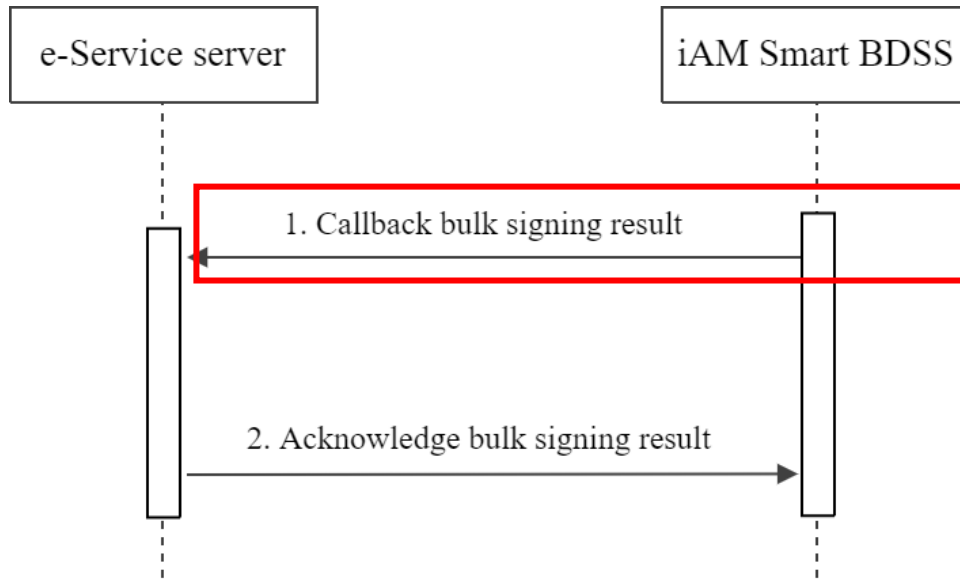 e-Service server
iAM Smart BDSS
1. Callback bulk signing result
2. Acknowledge bulk signing result